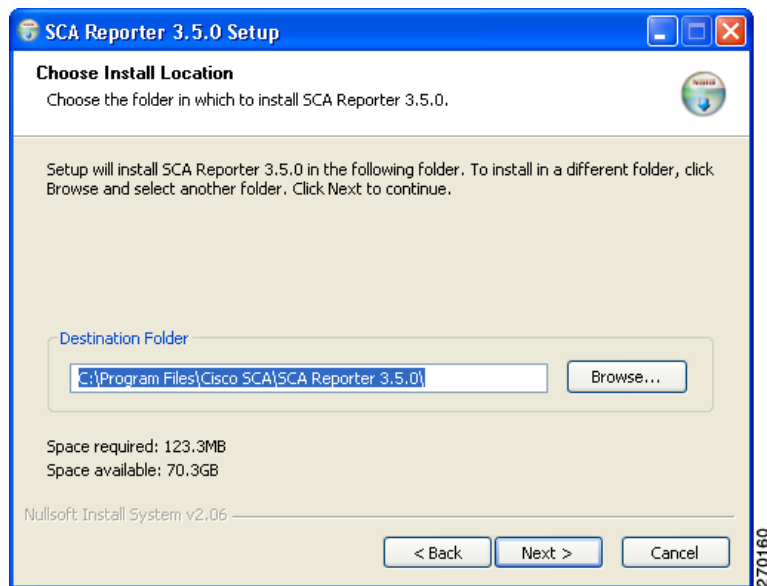 SCA Reporter 3.5.0 Setup
Choose Install Location
Choose the folder in which to install SCA Reporter 3.5.0.
Setup will install SCA Reporter 3.5.0 in the following folder. To install in a different folder, click
Browse and select another folder. Click Next to continue.
Destination Folder
C:\Program Files\Cisco SCA\SCA Reporter 3.5.0\
Browse...
Space required: 123.3MB
Space available: 70.3GB
Nullsoft Install System v2.06
< Back
Next >
Cancel